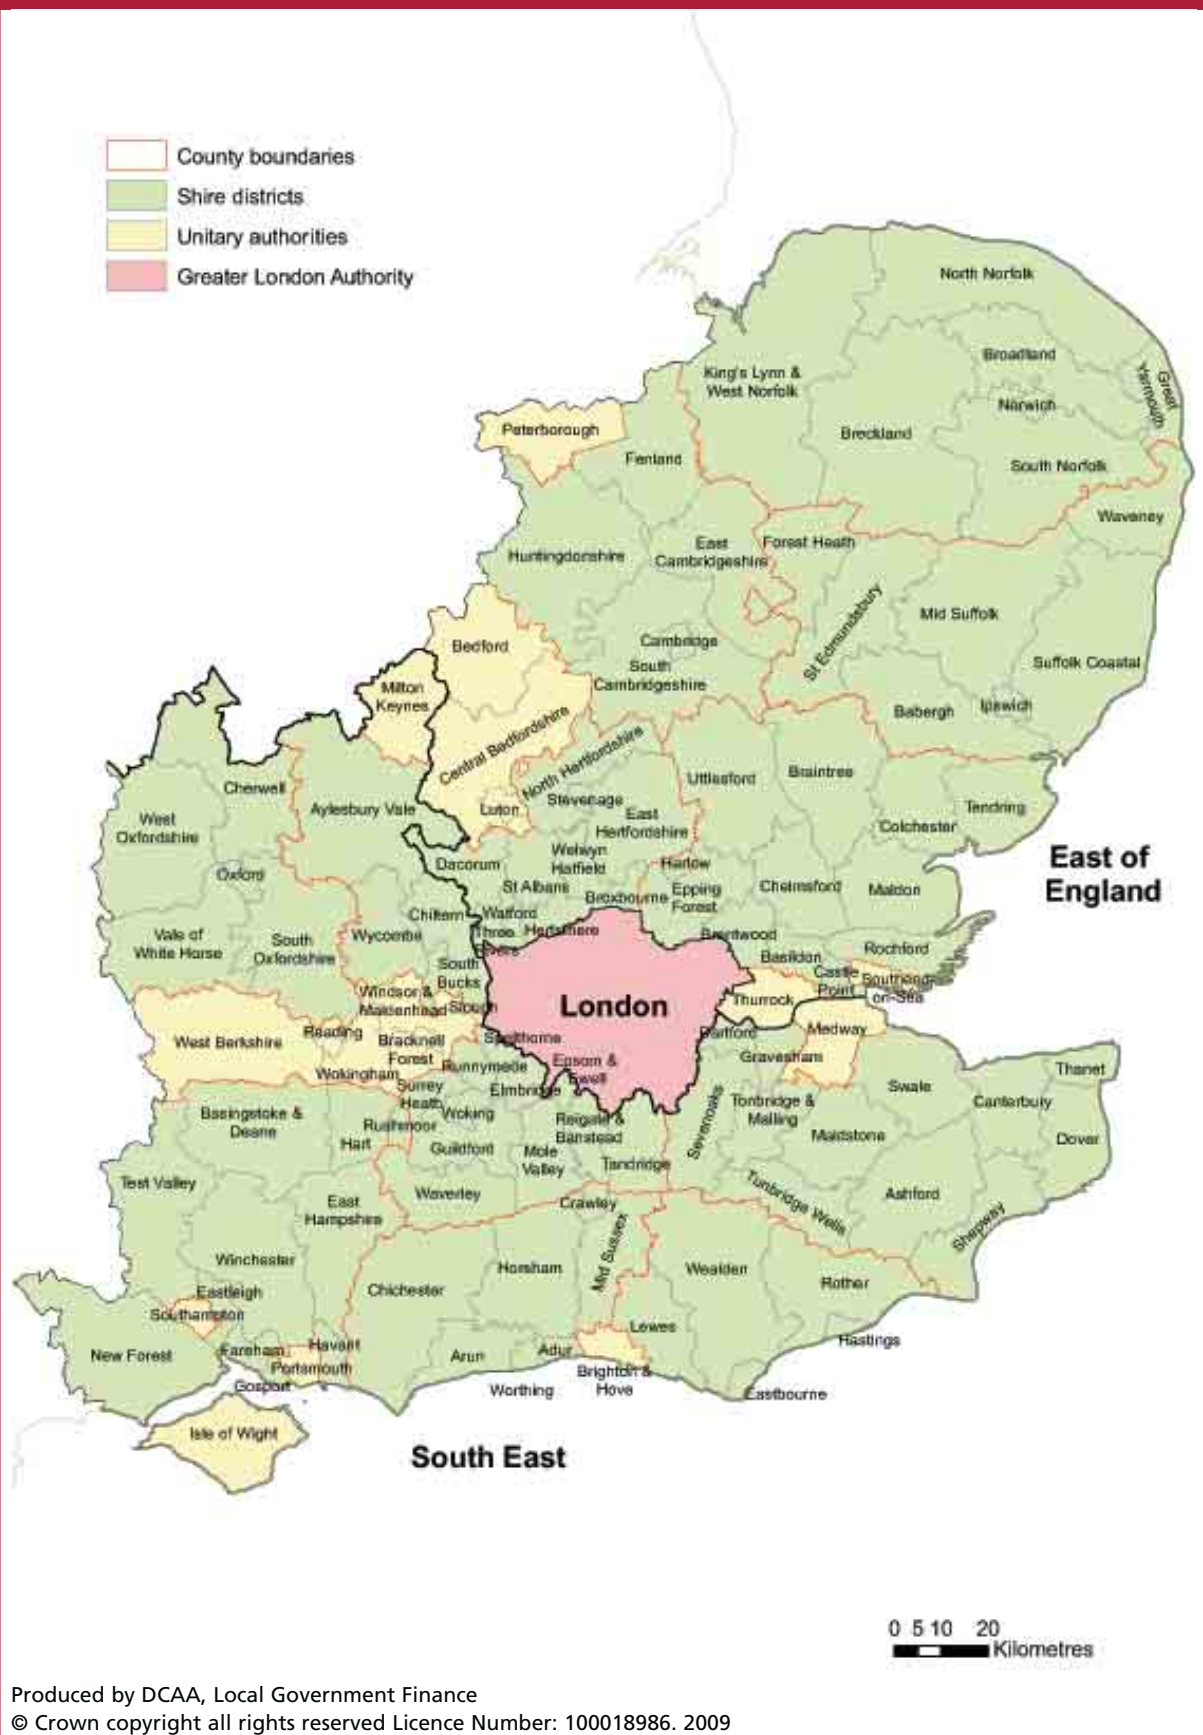 County boundaries
Shire districts
Unitary authorities
Greater London Authority
North Norfolk
Broadland
King's Lynn &
West Norfolk
Great
Yarmouth
Norwich
Peterborough
Breckland
Fenland
South Norfolk
Waveney
Huntingdonshire
East
Cambridgeshire
Forest Heath
St Edmundsbury
Mid Suffolk
Bedford
Cambridge
South
Cambridgeshire
Suffolk Coastal
Milton
Keynes
Babergh
Ipswich
Central Bedfordshire
North Hertfordshire
Uttlesford
Braintree
Cherwell
Aylesbury Vale
Luton
Stevenage
East
Hertfordshire
Tendring
Colchester
West
Oxfordshire
Welwyn
Hatfield
Dacorum
Harlow
East of
England
Oxford
St Albans
Broxbourne
Epping
Forest
Chelmsford
Maldon
Chiltern
Watford
Three
Rivers
Hertsmere
Brentwood
Vale of
White Horse
South
Oxfordshire
Wycombe
Rochford
Basildon
South
Bucks
Castle
Point
Southend-
on-Sea
Windsor &
Maidenhead
Slough
London
Thurrock
West Berkshire
Reading
Bracknell
Forest
Spelthorne
Dartford
Medway
Gravesham
Wokingham
Runnymede
Epsom &
Ewell
Thanet
Surrey
Heath
Elmbridge
Swale
Canterbury
Basingstoke &
Deane
Rushmoor
Woking
Reigate &
Banstead
Sevenoaks
Tonbridge &
Malling
Maidstone
Dover
Hart
Guildford
Mole
Valley
Tandridge
Test Valley
Waverley
Tunbridge Wells
Ashford
East
Hampshire
Crawley
Shepway
Winchester
Mid Sussex
Horsham
Wealden
Chichester
Rother
Eastleigh
Southampton
Lewes
Hastings
New Forest
Fareham
Havant
Portsmouth
Gosport
Arun
Adur
Worthing
Brighton &
Hove
Eastbourne
Isle of Wight
South East
0 5 10 20
Kilometres
Produced by DCAA, Local Government Finance
© Crown copyright all rights reserved Licence Number: 100018986. 2009